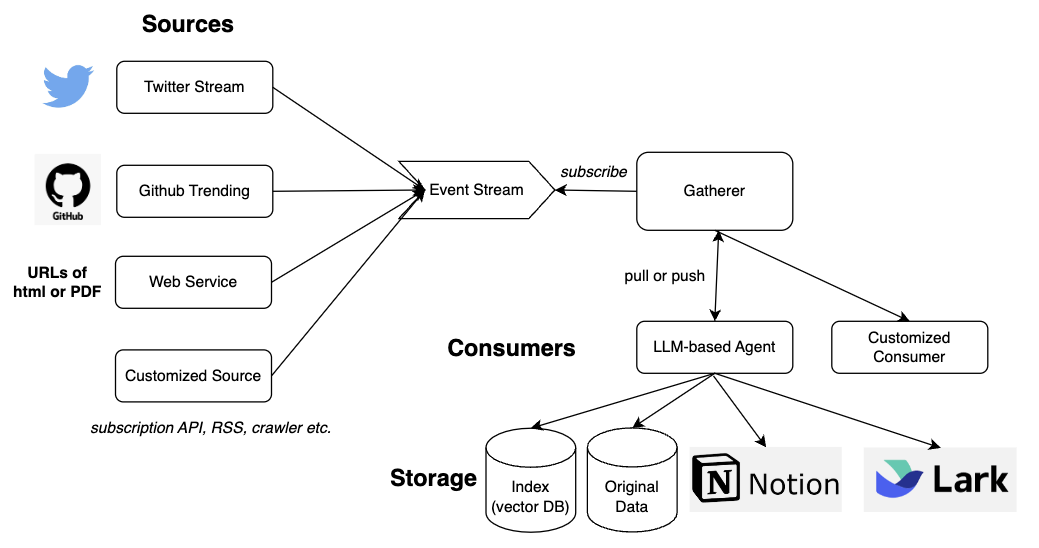 Sources
Twitter Stream
GitHub
Github Trending
URLs of
html or PDF
Web Service
Customized Source
subscription API, RSS, crawler etc.
Event Stream
subscribe
Gatherer
pull or push
Consumers
LLM-based Agent
Customized
Consumer
Storage
Index
(vector DB)
Original
Data
N Notion
Lark